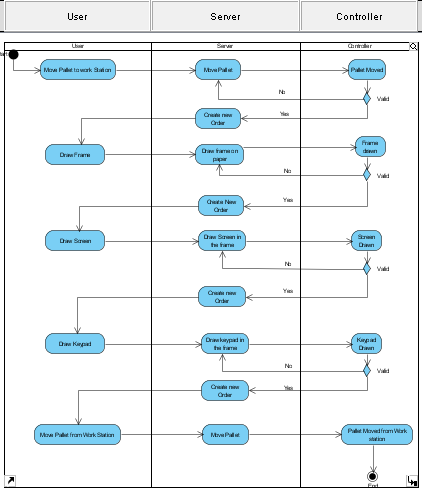 User Server Controller
User Server Controller
Move Pallet to work Station Move Pallet Pallet Moved
No
Valid
Create new
Order
Yes
Draw Frame
Draw frame on
paper
Frame
drawn
No
Valid
Create New
Order
Yes
Draw Screen
Draw Screen in
the frame
Screen
Drawn
No
Valid
Create new
Order
Yes
Draw Keypad
Draw keypad in
the frame
Keypad
Drawn
No
Valid
Create new
Order
Yes
Move Pallet from Work Station Move Pallet
Pallet Moved from Work
station
End